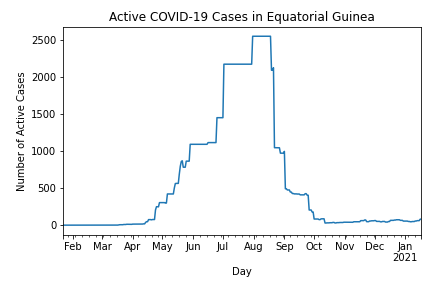 Active COVID-19 Cases in Equatorial Guinea
Number of Active Cases
2500
2000
1500
1000
500
0
Feb Mar Apr May Jun Jul Aug Sep Oct Nov Dec Jan
2021
Day